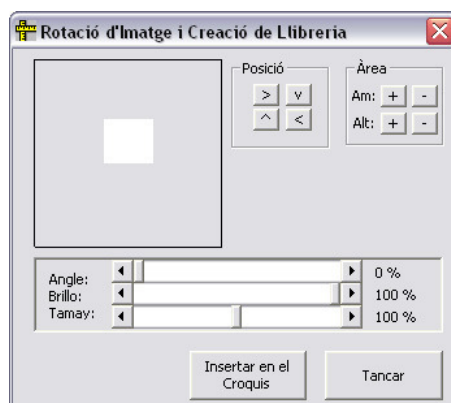 Rotació d'Imatge i Creació de Llibreria
Posició
> v
^ <
Àrea
Am: + -
Alt: + -
Angle: 0 %
Brillo: 100 %
Tamay: 100 %
Insertar en el
Croquis
Tancar